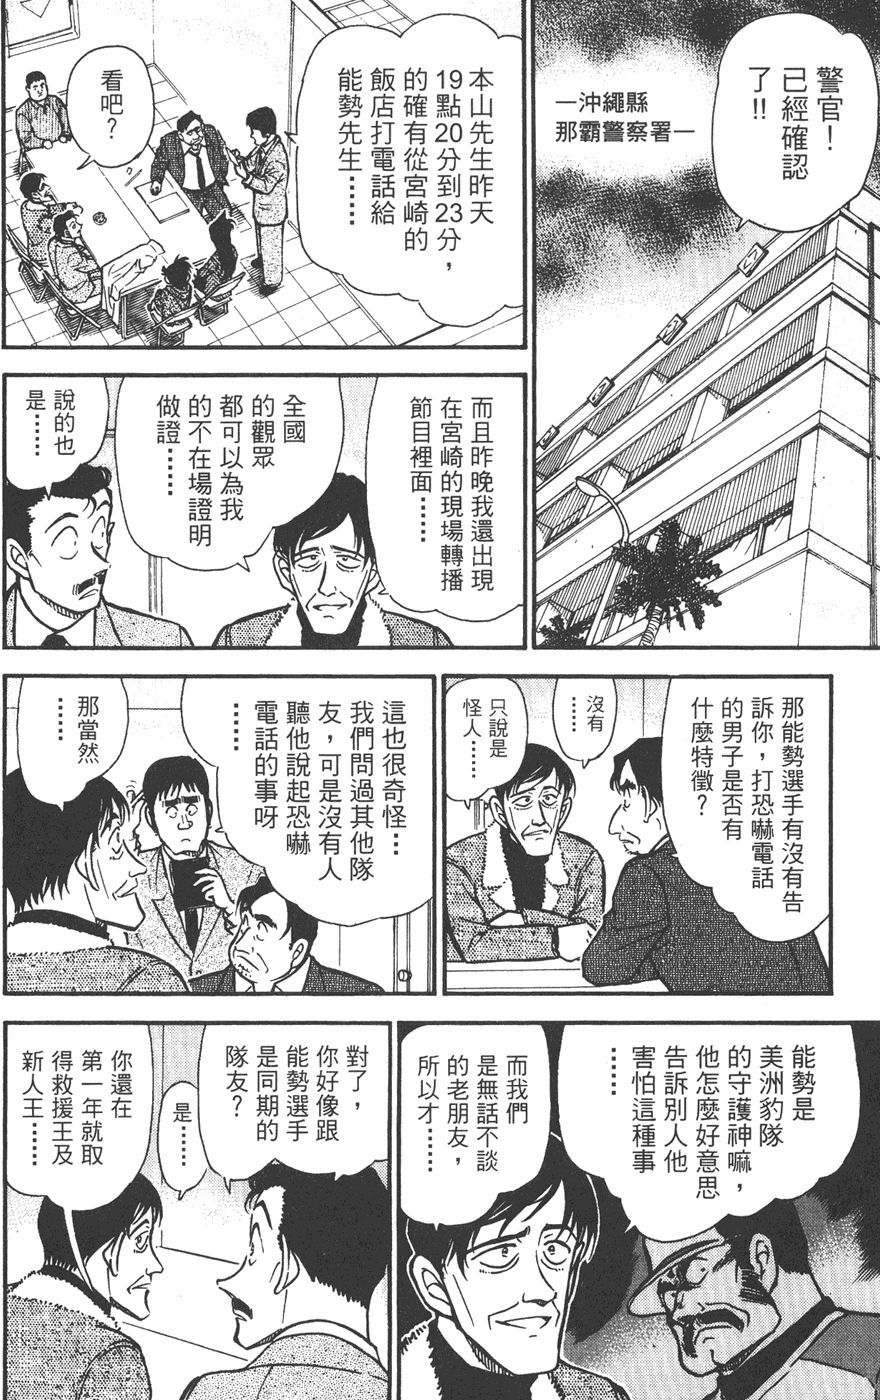 警官！
已經確認
了!!
—沖繩縣
那霸警察署—
本山先生昨天
19點20分到23分，
的確有從宮崎的
飯店打電話給
能勢先生……
看吧？
而且昨晚我還出現
在宮崎的現場轉播
節目裡面……
全國
的觀眾
都可以為我
的不在場證明
做證……
說的也
是……
那能勢選手有沒有告
訴你，打恐嚇電話
的男子是否有
什麼特徵？
沒有
……
只說是
怪人……
這也很奇怪…
我們問過其他隊
友，可是沒有人
聽他說起恐嚇
電話的事呀
……
那當然
……
能勢是
美洲豹隊
的守護神嘛，
他怎麼好意思
告訴別人他
害怕這種事
……
而我們
是無話不談
的老朋友，
所以才……
對了，
你好像跟
能勢選手
是同期的
隊友？
是……
你還在
第一年就取
得救援王及
新人王……